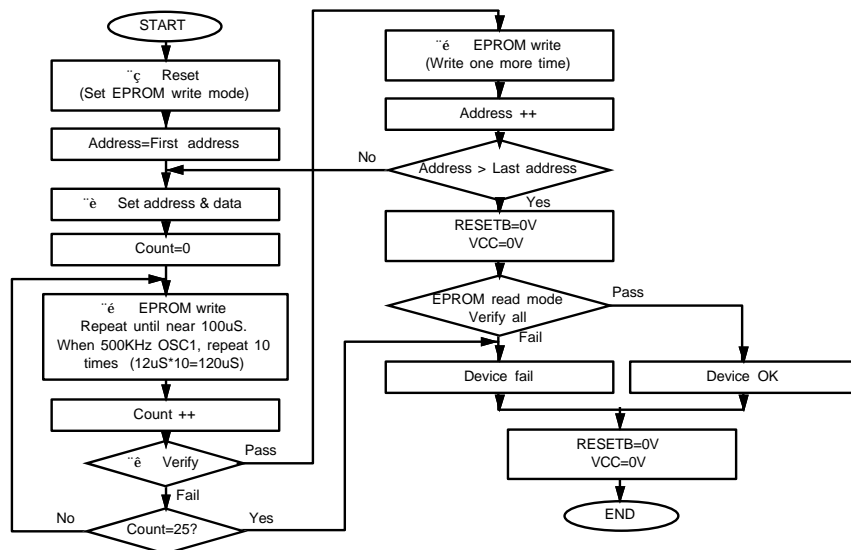 START
¨ç Reset
(Set EPROM write mode)
Address=First address
¨è Set address & data
Count=0
¨é EPROM write
Repeat until near 100uS.
When 500KHz OSC1, repeat 10
times (12uS*10=120uS)
Count ++
¨ê Verify
Pass
Fail
Count=25?
No
Yes
¨é EPROM write
(Write one more time)
Address ++
Address > Last address
No
Yes
RESETB=0V
VCC=0V
EPROM read mode
Verify all
Pass
Fail
Device fail
Device OK
RESETB=0V
VCC=0V
END